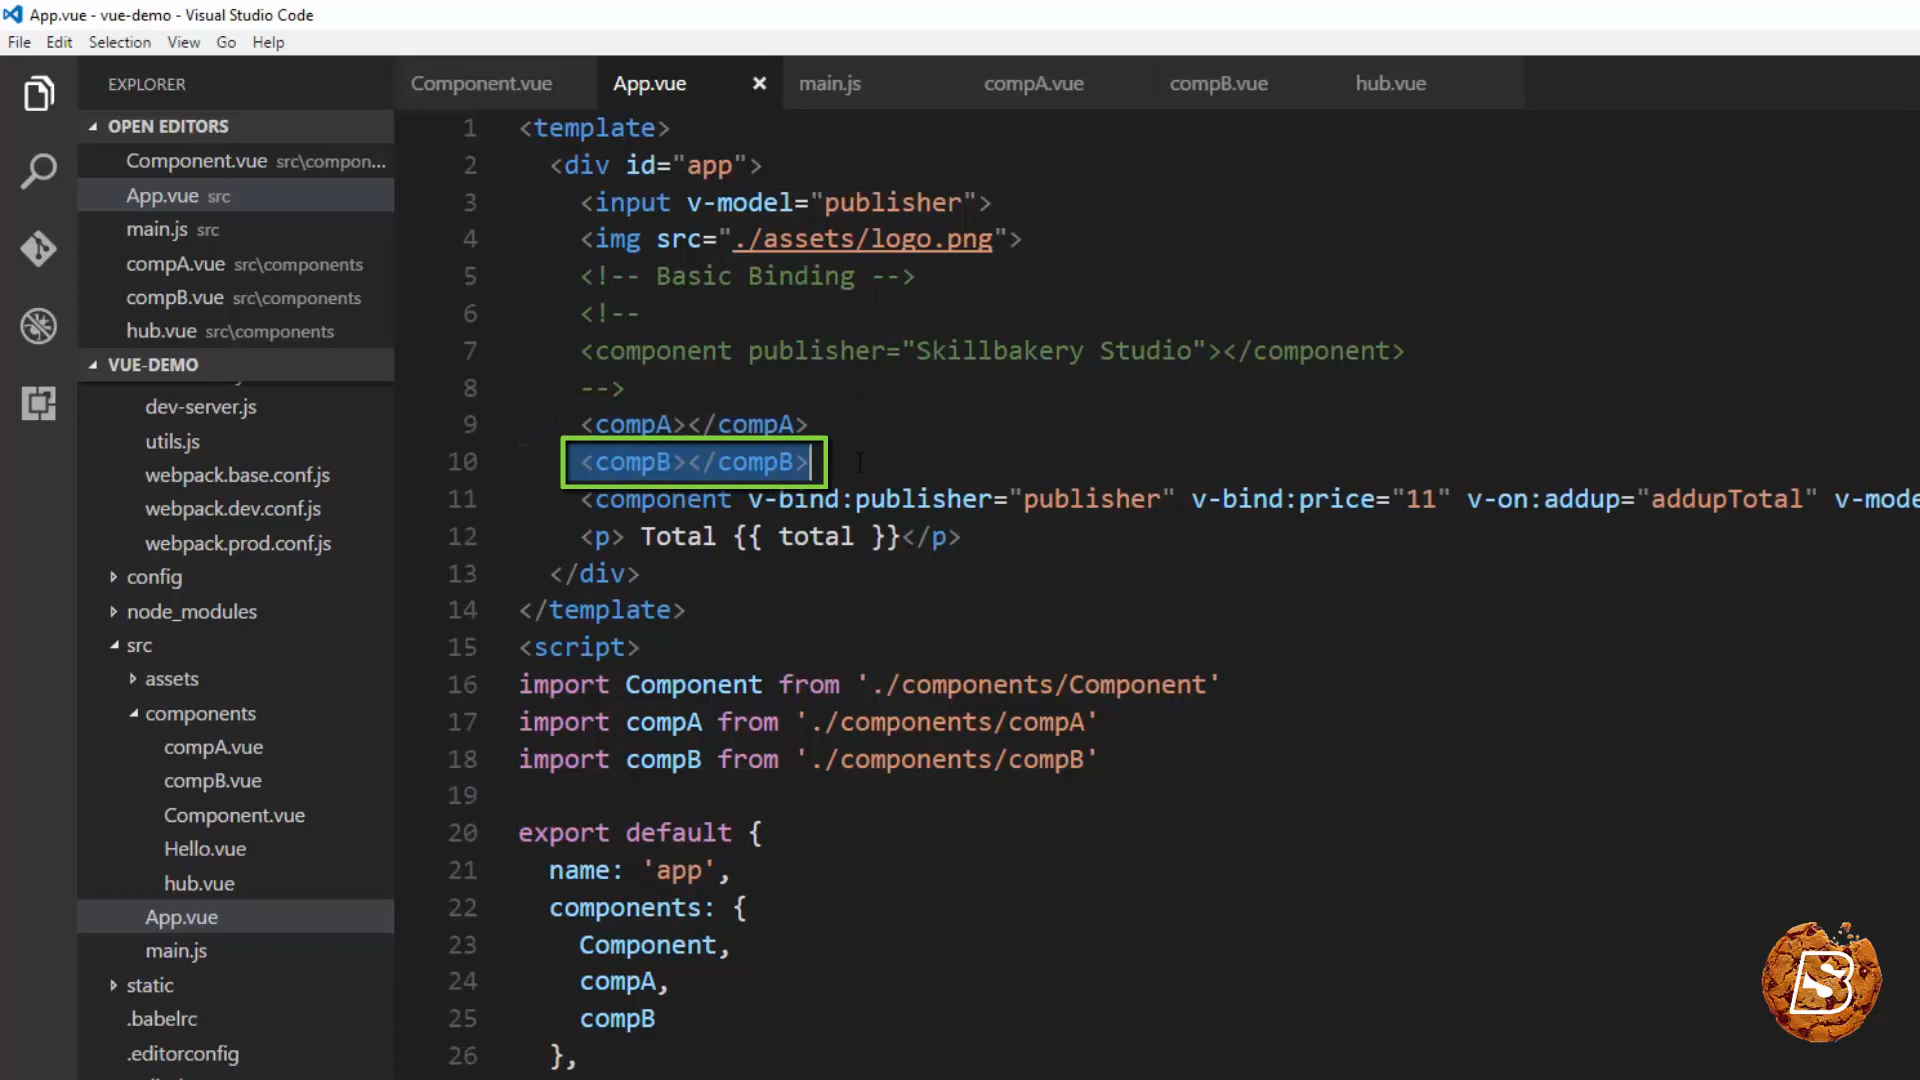 App.vue - vue-demo - Visual Studio Code
File Edit Selection View Go Help
EXPLORER
OPEN EDITORS
Component.vue src\compon...
App.vue src
main.js src
compA.vue src\components
compB.vue src\components
hub.vue src\components
VUE-DEMO
dev-server.js
utils.js
webpack.base.conf.js
webpack.dev.conf.js
webpack.prod.conf.js
config
node_modules
src
assets
components
compA.vue
compB.vue
Component.vue
Hello.vue
hub.vue
App.vue
main.js
static
.babelrc
.editorconfig
Component.vue App.vue × main.js compA.vue compB.vue hub.vue
1 <template>
2 <div id="app">
3 <input v-model="publisher">
4 <img src="./assets/logo.png">
5 <!-- Basic Binding -->
6 <!--
7 <component publisher="Skillbakery Studio"></component>
8 -->
9 <compA></compA>
10 <compB></compB>
11 <component v-bind:publisher="publisher" v-bind:price="11" v-on:addup="addupTotal" v-mode
12 <p> Total {{ total }}</p>
13 </div>
14 </template>
15 <script>
16 import Component from './components/Component'
17 import compA from './components/compA'
18 import compB from './components/compB'
19
20 export default {
21 name: 'app',
22 components: {
23 Component,
24 compA,
25 compB
26 },